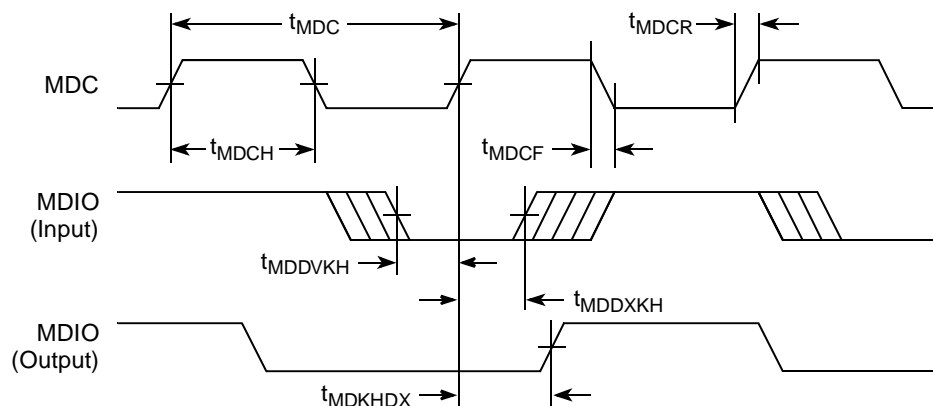 tMDC
tMDCR
MDC
tMDCH
tMDCF
MDIO
(Input)
tMDDVKH
tMDDXKH
MDIO
(Output)
tMDKHDX